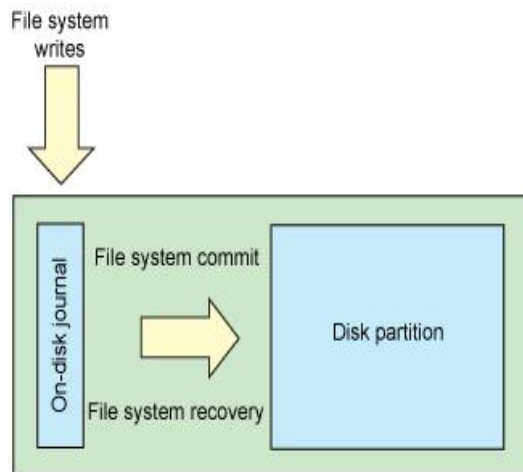 File system
writes
On-disk journal
File system commit
File system recovery
Disk partition